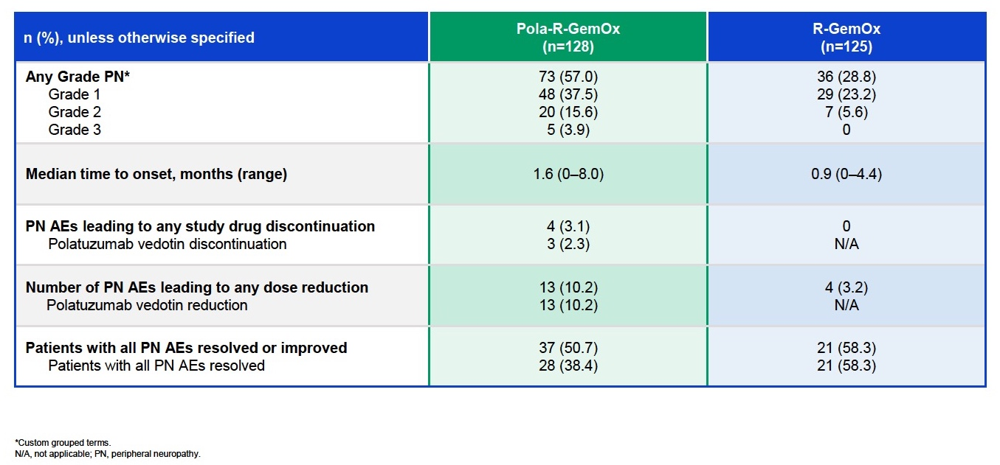 n (%), unless otherwise specified
Pola-R-GemOx
(n=128)
R-GemOx
(n=125)
Any Grade PN* 73 (57.0) 36 (28.8)
Grade 1 48 (37.5) 29 (23.2)
Grade 2 20 (15.6) 7 (5.6)
Grade 3 5 (3.9) 0
Median time to onset, months (range) 1.6 (0–8.0) 0.9 (0–4.4)
PN AEs leading to any study drug discontinuation 4 (3.1) 0
Polatuzumab vedotin discontinuation 3 (2.3) N/A
Number of PN AEs leading to any dose reduction 13 (10.2) 4 (3.2)
Polatuzumab vedotin reduction 13 (10.2) N/A
Patients with all PN AEs resolved or improved 37 (50.7) 21 (58.3)
Patients with all PN AEs resolved 28 (38.4) 21 (58.3)
*Custom grouped terms.
N/A, not applicable; PN, peripheral neuropathy.